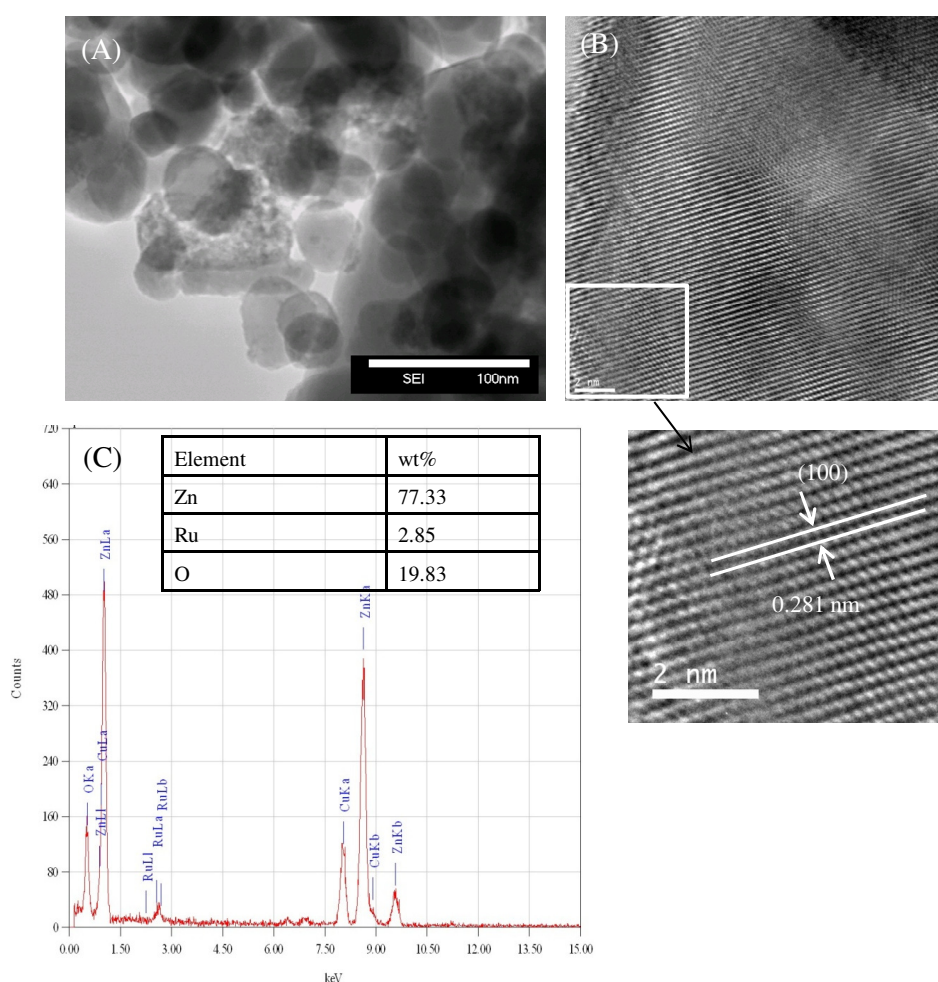 (A)
SEI 100nm
(B)
2 nm
(100)
0.281 nm
2 nm
(C)
Element wt%
Zn 77.33
Ru 2.85
O 19.83
720
640
560
480
400
320
240
160
80
0
Counts
OKa
ZnLl
CuLa
ZnLa
RuLl
RuLa
RuLb
CuKa
ZnKa
CuKb
ZnKb
0.00 1.50 3.00 4.50 6.00 7.50 9.00 10.50 12.00 13.50 15.00
keV